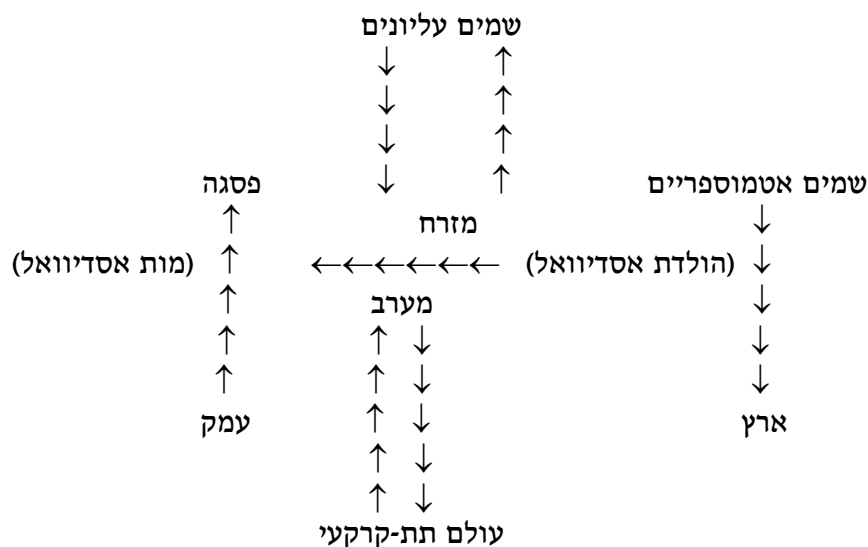 שמים עליונים
פסגה
שמים אטמוספריים
מזרח
(הולדת אסדיוואל)
(מות אסדיוואל)
מערב
עמק
ארץ
עולם תת-קרקעי